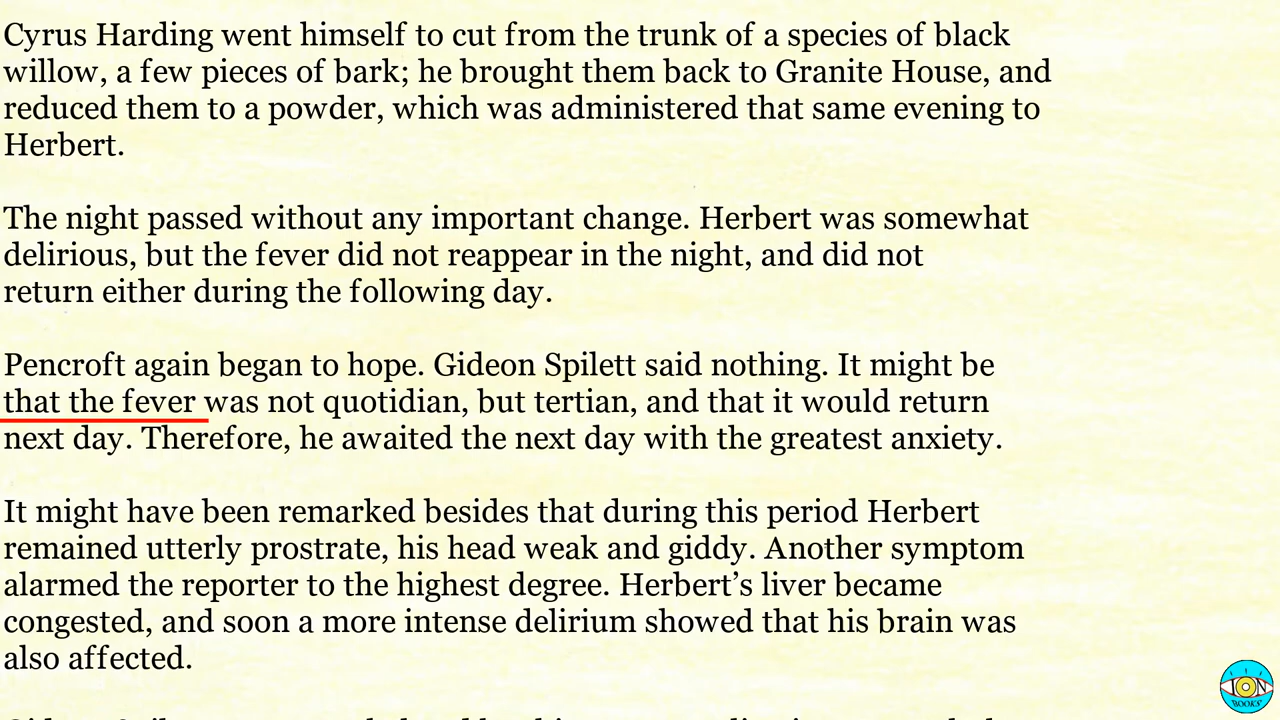 Cyrus Harding went himself to cut from the trunk of a species of black
willow, a few pieces of bark; he brought them back to Granite House, and
reduced them to a powder, which was administered that same evening to
Herbert.
The night passed without any important change. Herbert was somewhat
delirious, but the fever did not reappear in the night, and did not
return either during the following day.
Pencroft again began to hope. Gideon Spilett said nothing. It might be
that the fever was not quotidian, but tertian, and that it would return
next day. Therefore, he awaited the next day with the greatest anxiety.
It might have been remarked besides that during this period Herbert
remained utterly prostrate, his head weak and giddy. Another symptom
alarmed the reporter to the highest degree. Herbert’s liver became
congested, and soon a more intense delirium showed that his brain was
also affected.
ION
BOOKS